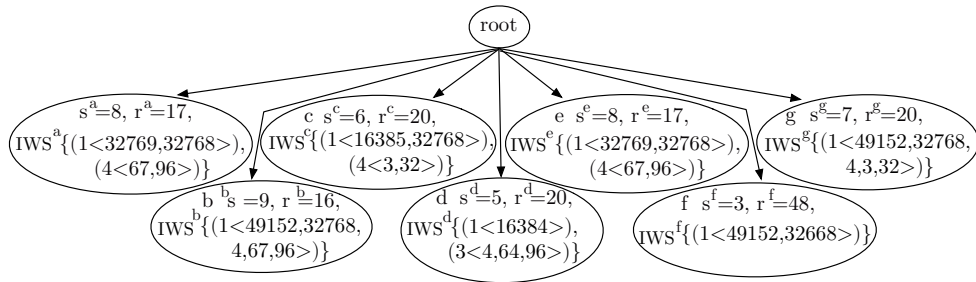 root
s^a=8, r^a=17,
IWS^a{(1<32769,32768>),
(4<67,96>)}
c s^c=6, r^c=20,
IWS^c{(1<16385,32768>),
(4<3,32>)}
e s^e=8, r^e=17,
IWS^e{(1<32769,32768>),
(4<67,96>)}
g s^g=7, r^g=20,
IWS^g{(1<49152,32768,
4,3,32>)}
b ^bs =9, r^b=16,
IWS^b{(1<49152,32768,
4,67,96>)}
d s^d=5, r^d=20,
IWS^d{(1<16384>),
(3<4,64,96>)}
f s^f=3, r^f=48,
IWS^f{(1<49152,32668>)}